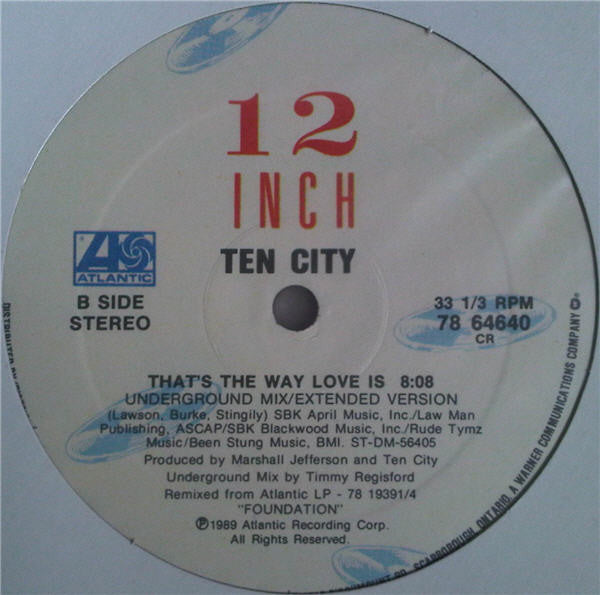 12
INCH
TEN CITY
ATLANTIC
B SIDE
STEREO
33 1/3 RPM
78 64640
CR
THAT'S THE WAY LOVE IS 8:08
UNDERGROUND MIX/EXTENDED VERSION
(Lawson, Burke, Stingily) SBK April Music, Inc./Law Man
Publishing, ASCAP/SBK Blackwood Music, Inc./Rude Tymz
Music/Been Stung Music, BMI. ST-DM-56405
Produced by Marshall Jefferson and Ten City
Underground Mix by Timmy Regisford
Remixed from Atlantic LP - 78 19391/4
"FOUNDATION"
℗1989 Atlantic Recording Corp.
All Rights Reserved.
DISTRIBUTED
SCARBOROUGH, ONTARIO. A WARNER COMMUNICATIONS COMPANY